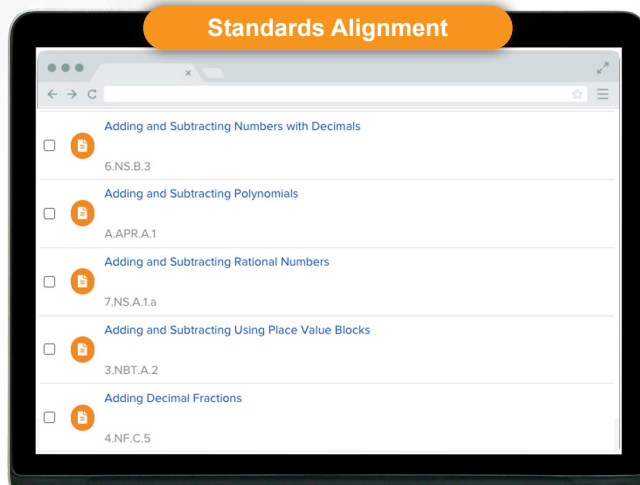 Standards Alignment
Adding and Subtracting Numbers with Decimals
6.NS.B.3
Adding and Subtracting Polynomials
A.APR.A.1
Adding and Subtracting Rational Numbers
7.NS.A.1.a
Adding and Subtracting Using Place Value Blocks
3.NBT.A.2
Adding Decimal Fractions
4.NF.C.5